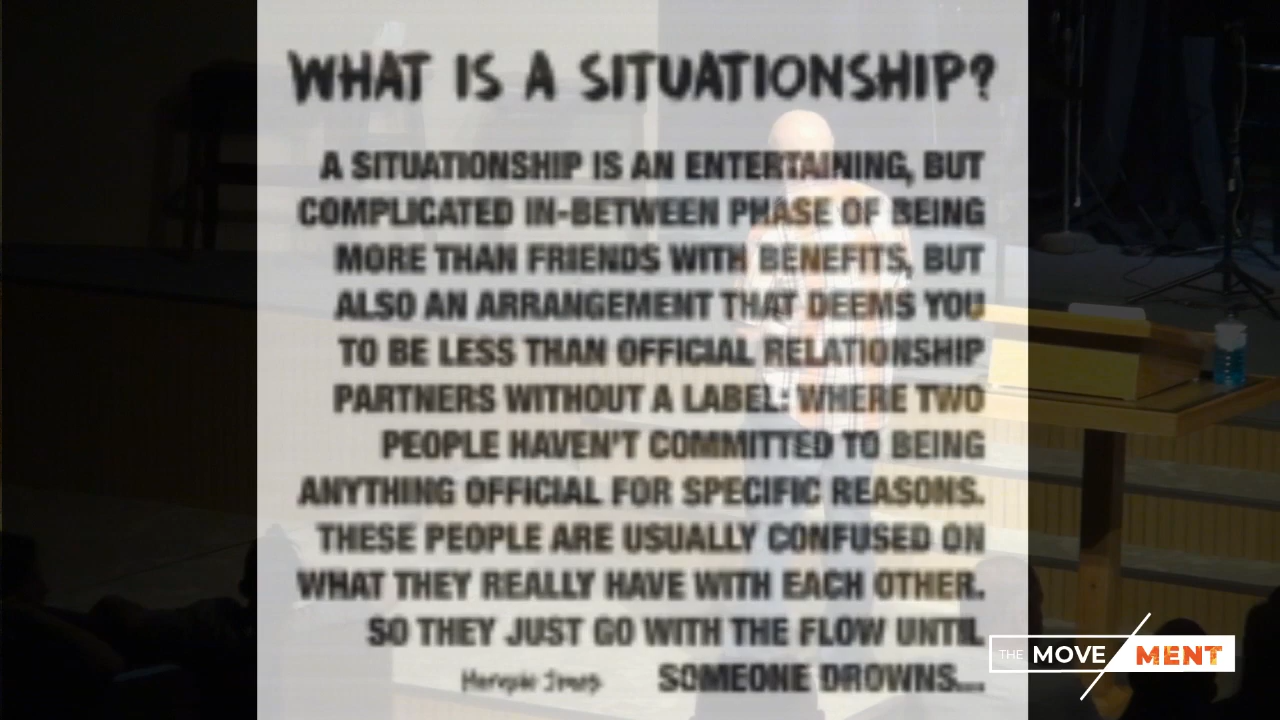 WHAT IS A SITUATIONSHIP?
A SITUATIONSHIP IS AN ENTERTAINING, BUT
COMPLICATED IN-BETWEEN PHASE OF BEING
MORE THAN FRIENDS WITH BENEFITS, BUT
ALSO AN ARRANGEMENT THAT DEEMS YOU
TO BE LESS THAN OFFICIAL RELATIONSHIP
PARTNERS WITHOUT A LABEL: WHERE TWO
PEOPLE HAVEN'T COMMITTED TO BEING
ANYTHING OFFICIAL FOR SPECIFIC REASONS.
THESE PEOPLE ARE USUALLY CONFUSED ON
WHAT THEY REALLY HAVE WITH EACH OTHER.
SO THEY JUST GO WITH THE FLOW UNTIL
SOMEONE DROWNS...
THE MOVEMENT